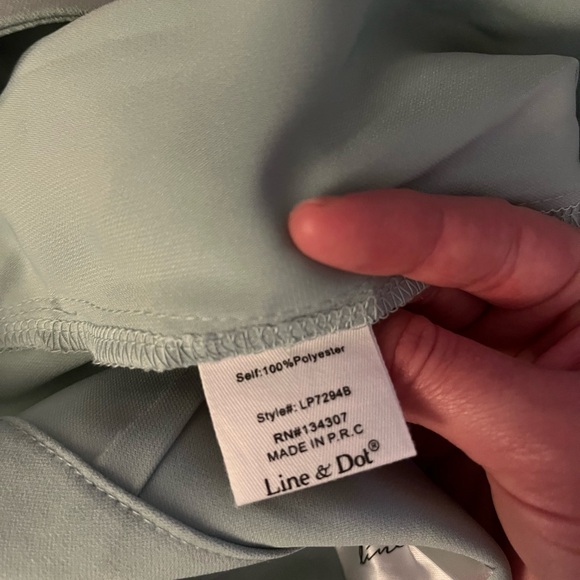 Self:100%Polyester
Style#: LP7294B
RN#134307
MADE IN P.R.C
Line & Dot®